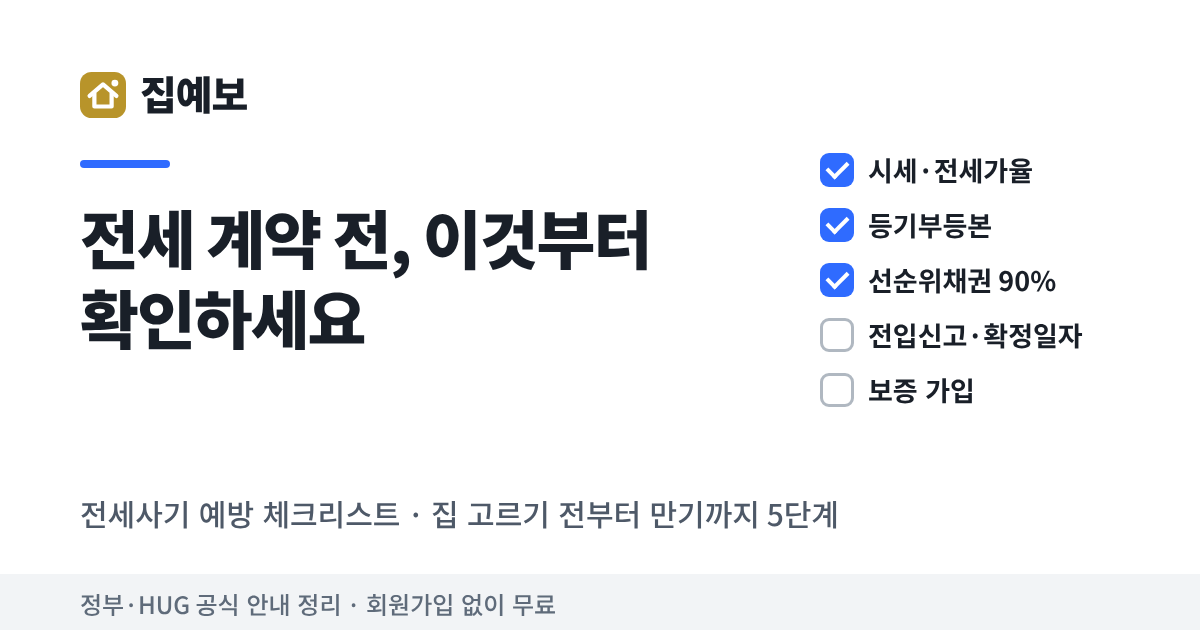 집예보
전세 계약 전, 이것부터
확인하세요
시세·전세가율
등기부등본
선순위채권 90%
전입신고·확정일자
보증 가입
전세사기 예방 체크리스트 · 집 고르기 전부터 만기까지 5단계
정부·HUG 공식 안내 정리 · 회원가입 없이 무료